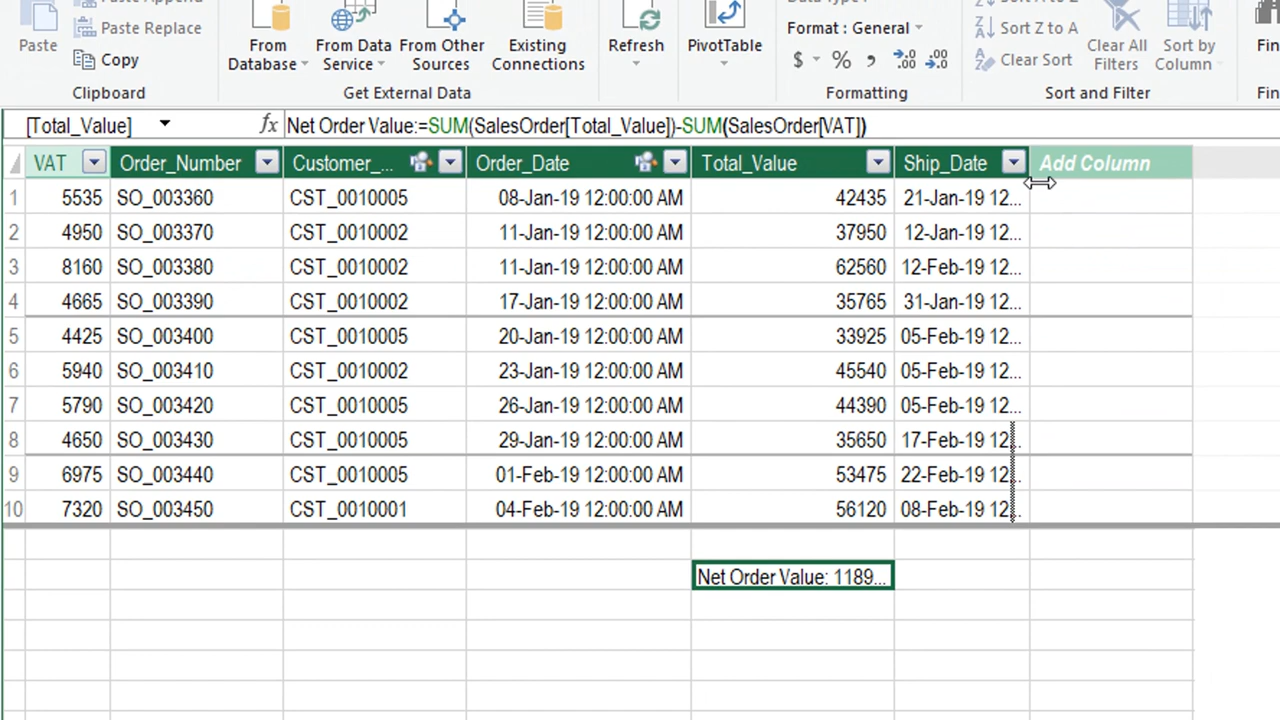 Paste Append
Paste Replace
Copy
Paste
Clipboard
From
Database
From Data
Service
From Other
Sources
Existing
Connections
Get External Data
Refresh
PivotTable
Format : General
$ % ,
.00
.00
Formatting
Sort Z to A
Clear Sort
Clear All
Filters
Sort by
Column
Sort and Filter
[Total_Value] fx Net Order Value:=SUM(SalesOrder[Total_Value])-SUM(SalesOrder[VAT])
VAT Order_Number Customer_... Order_Date Total_Value Ship_Date Add Column
1 5535 SO_003360 CST_0010005 08-Jan-19 12:00:00 AM 42435 21-Jan-19 12...
2 4950 SO_003370 CST_0010002 11-Jan-19 12:00:00 AM 37950 12-Jan-19 12...
3 8160 SO_003380 CST_0010002 11-Jan-19 12:00:00 AM 62560 12-Feb-19 12...
4 4665 SO_003390 CST_0010002 17-Jan-19 12:00:00 AM 35765 31-Jan-19 12...
5 4425 SO_003400 CST_0010005 20-Jan-19 12:00:00 AM 33925 05-Feb-19 12...
6 5940 SO_003410 CST_0010002 23-Jan-19 12:00:00 AM 45540 05-Feb-19 12...
7 5790 SO_003420 CST_0010005 26-Jan-19 12:00:00 AM 44390 05-Feb-19 12...
8 4650 SO_003430 CST_0010005 29-Jan-19 12:00:00 AM 35650 17-Feb-19 12...
9 6975 SO_003440 CST_0010005 01-Feb-19 12:00:00 AM 53475 22-Feb-19 12...
10 7320 SO_003450 CST_0010001 04-Feb-19 12:00:00 AM 56120 08-Feb-19 12...
Net Order Value: 1189...